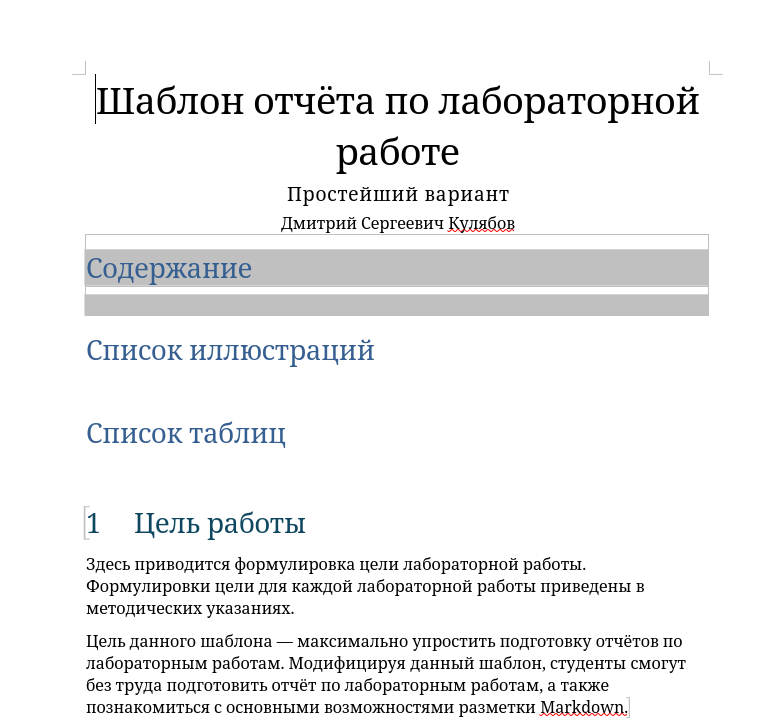 Шаблон отчёта по лабораторной
работе
Простейший вариант
Дмитрий Сергеевич Кулябов
Содержание
Список иллюстраций
Список таблиц
1 Цель работы
Здесь приводится формулировка цели лабораторной работы.
Формулировки цели для каждой лабораторной работы приведены в
методических указаниях.
Цель данного шаблона — максимально упростить подготовку отчётов по
лабораторным работам. Модифицируя данный шаблон, студенты смогут
без труда подготовить отчёт по лабораторным работам, а также
познакомиться с основными возможностями разметки Markdown.